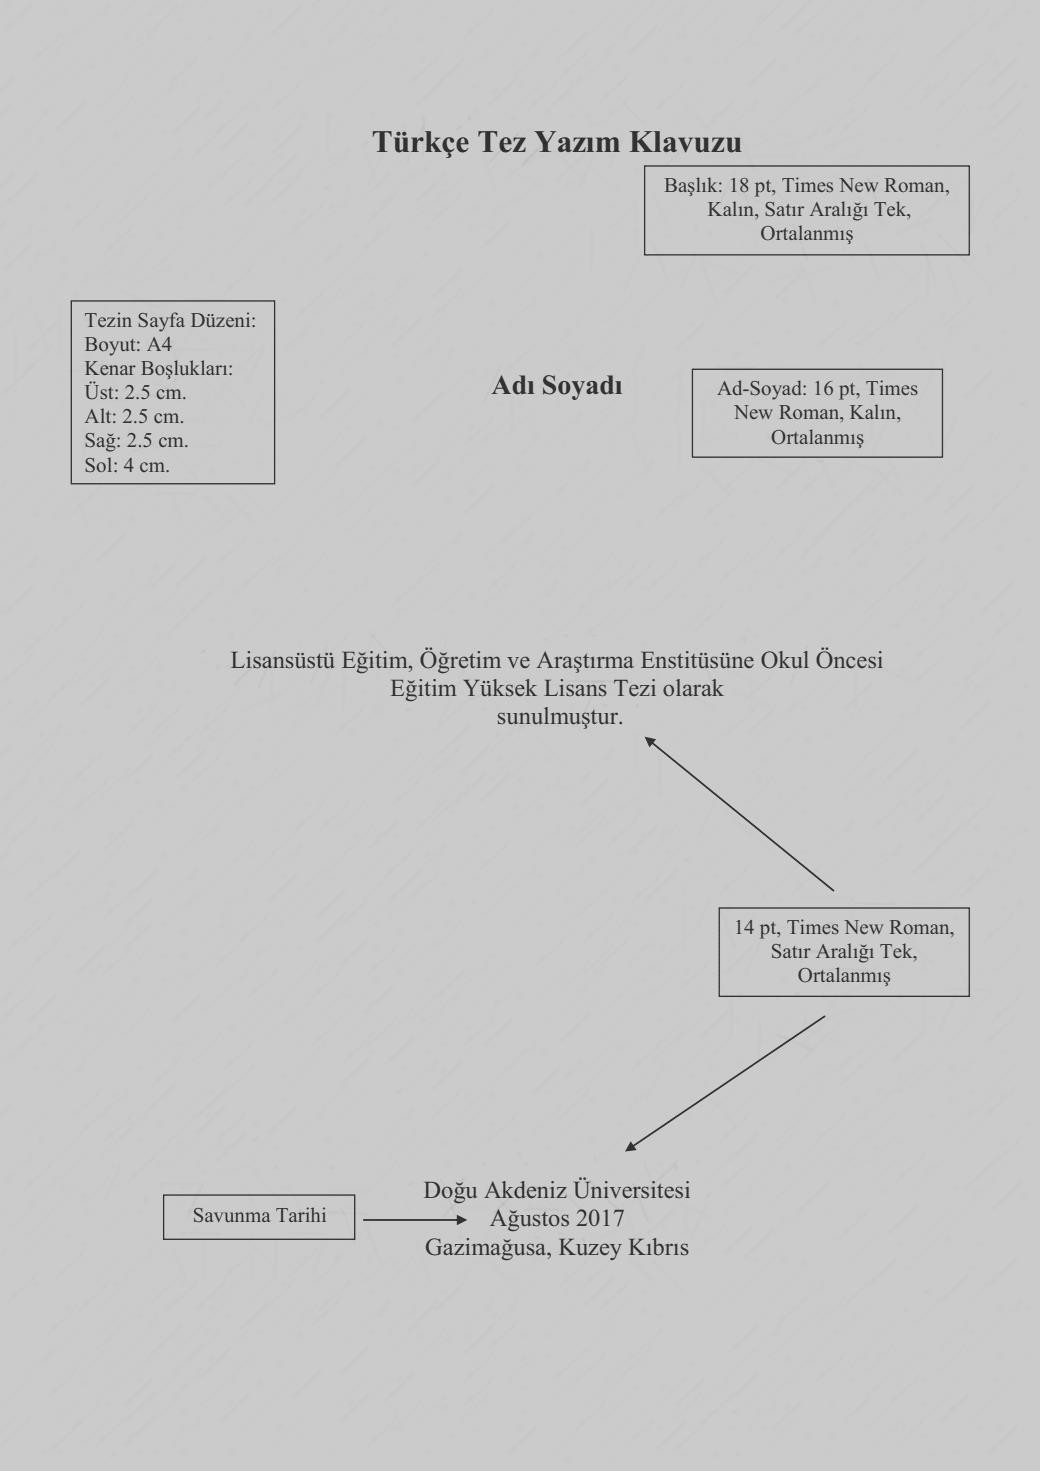 Türkçe Tez Yazım Klavuzu
Başlık: 18 pt, Times New Roman,
Kalın, Satır Aralığı Tek,
Ortalanmış
Tezin Sayfa Düzeni:
Boyut: A4
Kenar Boşlukları:
Üst: 2.5 cm.
Alt: 2.5 cm.
Sağ: 2.5 cm.
Sol: 4 cm.
Adı Soyadı
Ad-Soyad: 16 pt, Times
New Roman, Kalın,
Ortalanmış
Lisansüstü Eğitim, Öğretim ve Araştırma Enstitüsüne Okul Öncesi
Eğitim Yüksek Lisans Tezi olarak
sunulmuştur.
14 pt, Times New Roman,
Satır Aralığı Tek,
Ortalanmış
Doğu Akdeniz Üniversitesi
Savunma Tarihi
Ağustos 2017
Gazimağusa, Kuzey Kıbrıs